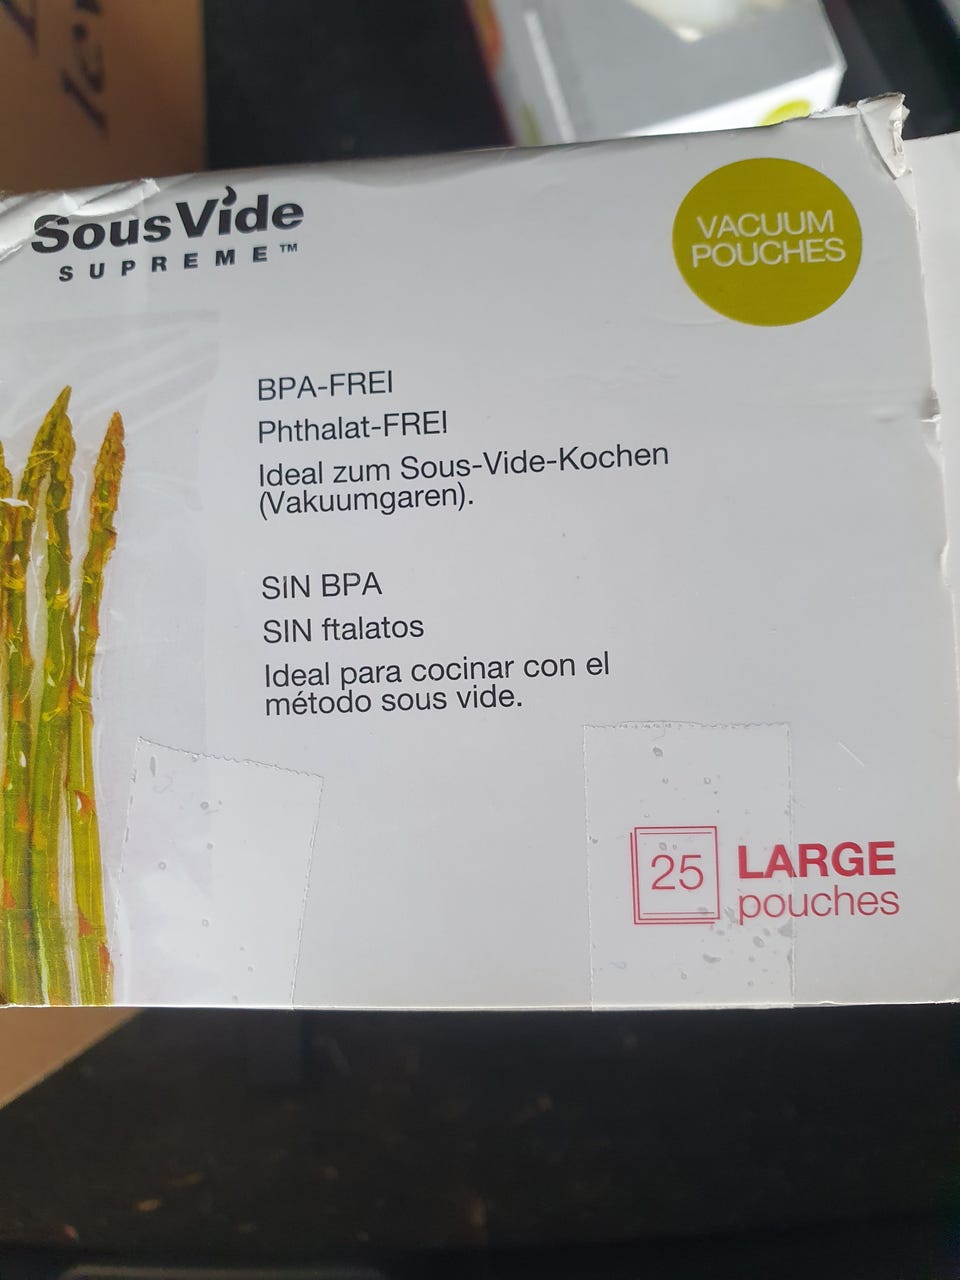 SousVide
SUPREME™
VACUUM
POUCHES
BPA-FREI
Phthalat-FREI
Ideal zum Sous-Vide-Kochen
(Vakuumgaren).
SIN BPA
SIN ftalatos
Ideal para cocinar con el
método sous vide.
25 LARGE
pouches